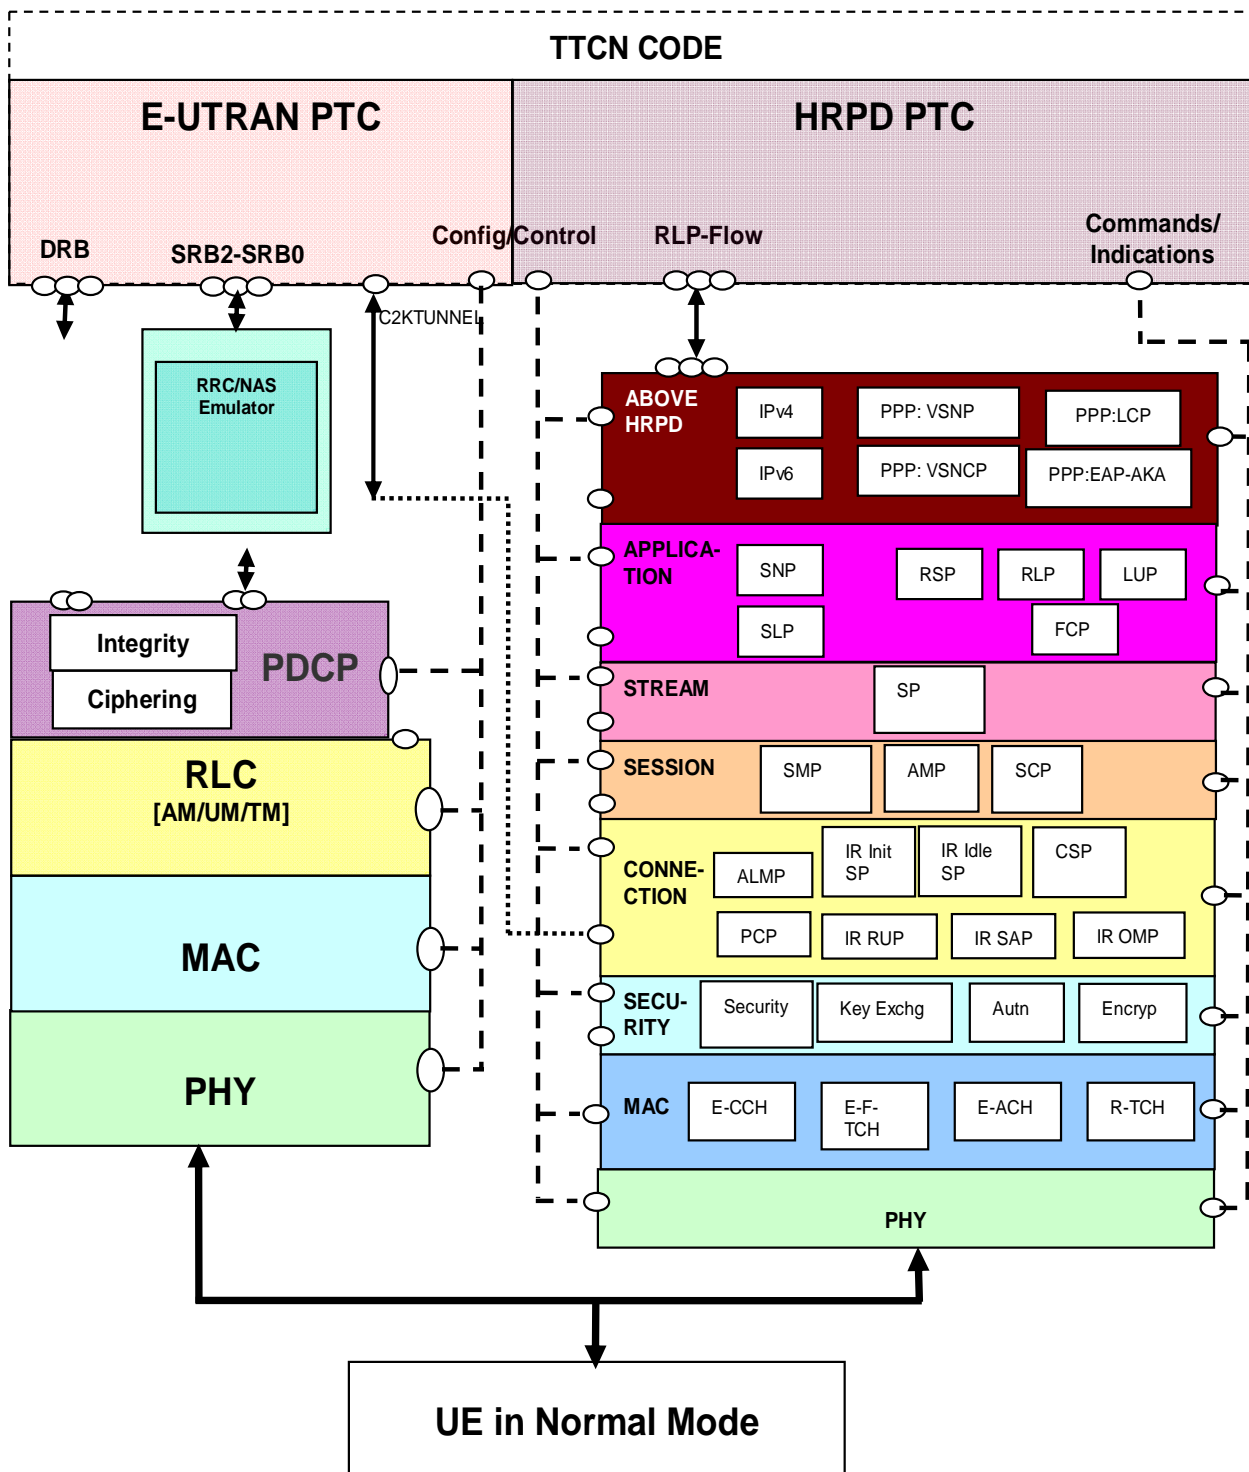 TTCN CODE
E-UTRAN PTC
HRPD PTC
DRB
SRB2-SRB0
Config/Control
RLP-Flow
Commands/
Indications
C2KTUNNEL
RRC/NAS
Emulator
Integrity
Ciphering
PDCP
RLC
[AM/UM/TM]
MAC
PHY
ABOVE
HRPD
IPv4
PPP: VSNP
PPP:LCP
IPv6
PPP: VSNCP
PPP:EAP-AKA
APPLICA-
TION
SNP
RSP
RLP
LUP
SLP
FCP
STREAM
SP
SESSION
SMP
AMP
SCP
CONNE-
CTION
ALMP
IR Init
SP
IR Idle
SP
CSP
PCP
IR RUP
IR SAP
IR OMP
SECU-
RITY
Security
Key Exchg
Autn
Encryp
MAC
E-CCH
E-F-
TCH
E-ACH
R-TCH
PHY
UE in Normal Mode